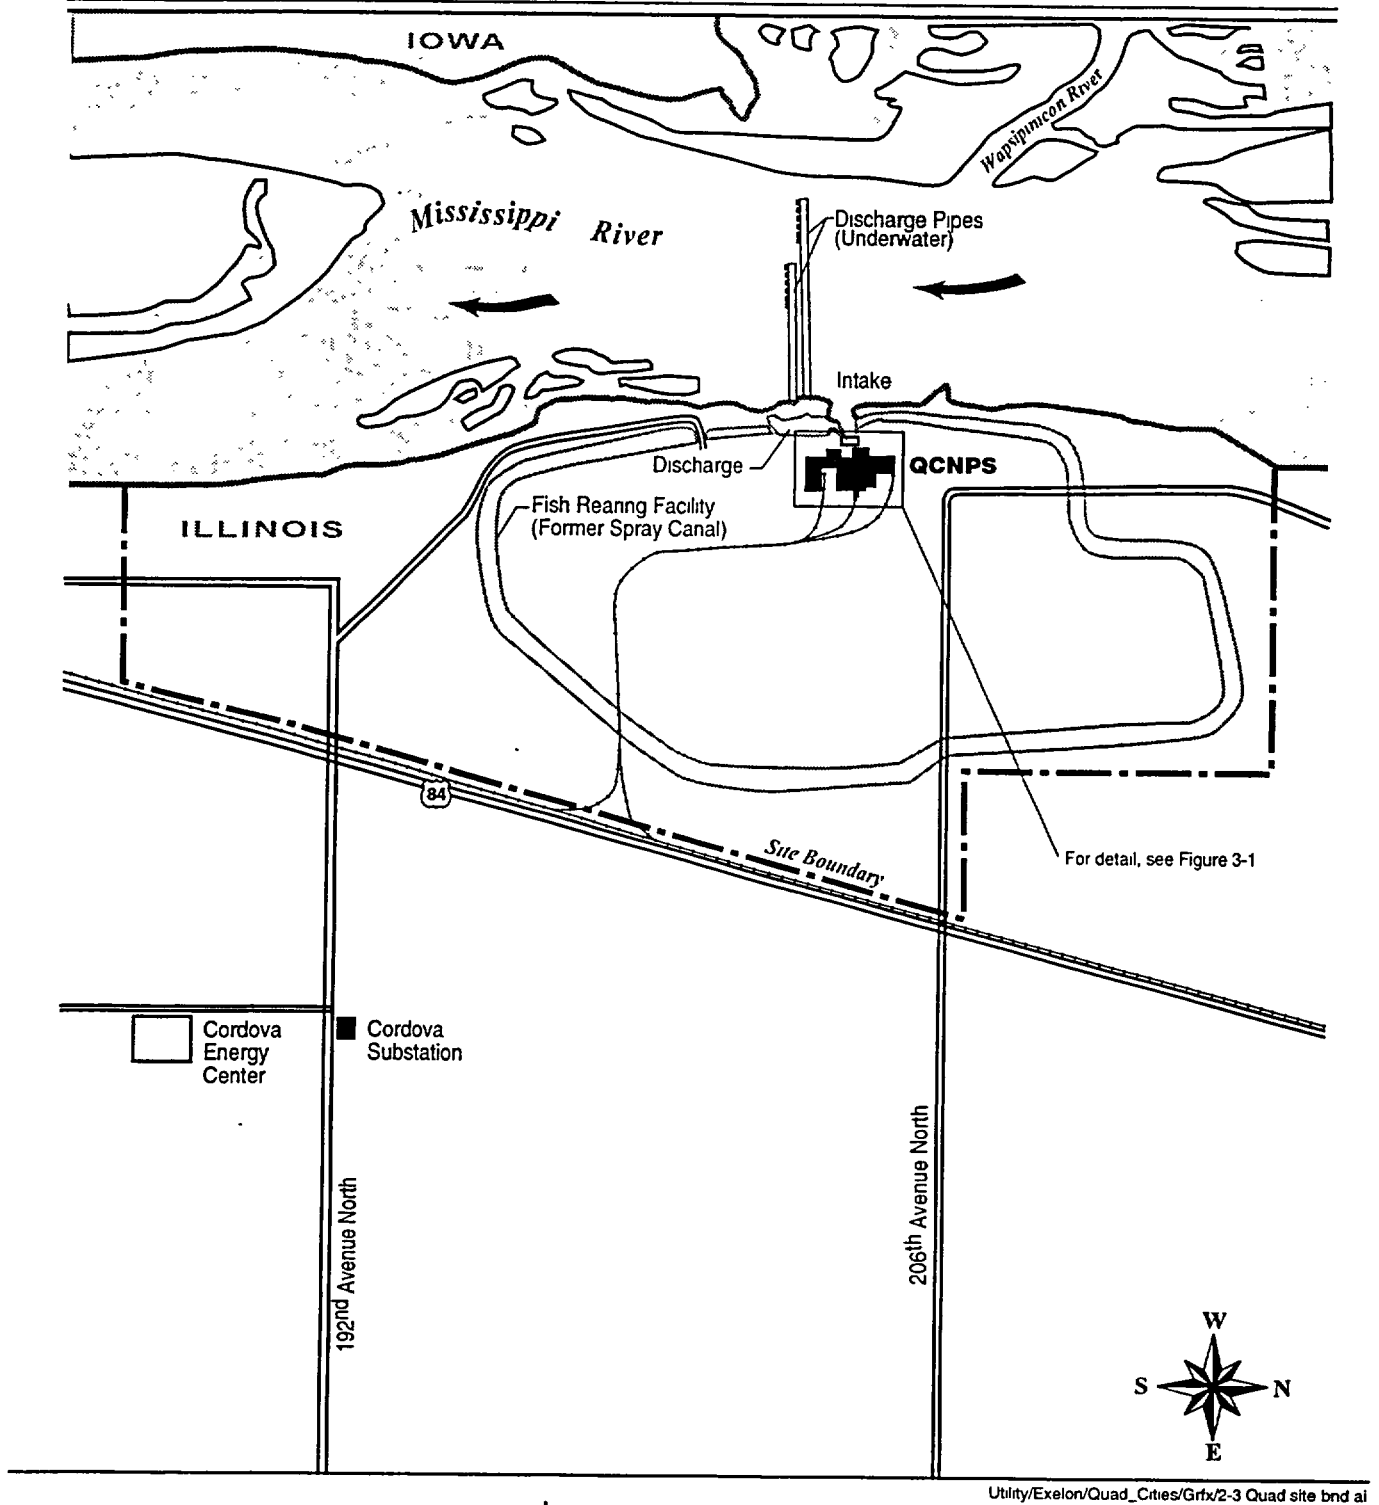 IOWA
Wapsipinicon River
Mississippi River
Discharge Pipes
(Underwater)
Intake
Discharge
QCNPS
Fish Rearing Facility
(Former Spray Canal)
ILLINOIS
84
Site Boundary
For detail, see Figure 3-1
Cordova
Energy
Center
Cordova
Substation
192nd Avenue North
206th Avenue North
W
S
N
E
Utility/Exelon/Quad_Cities/Grfx/2-3 Quad site bnd ai